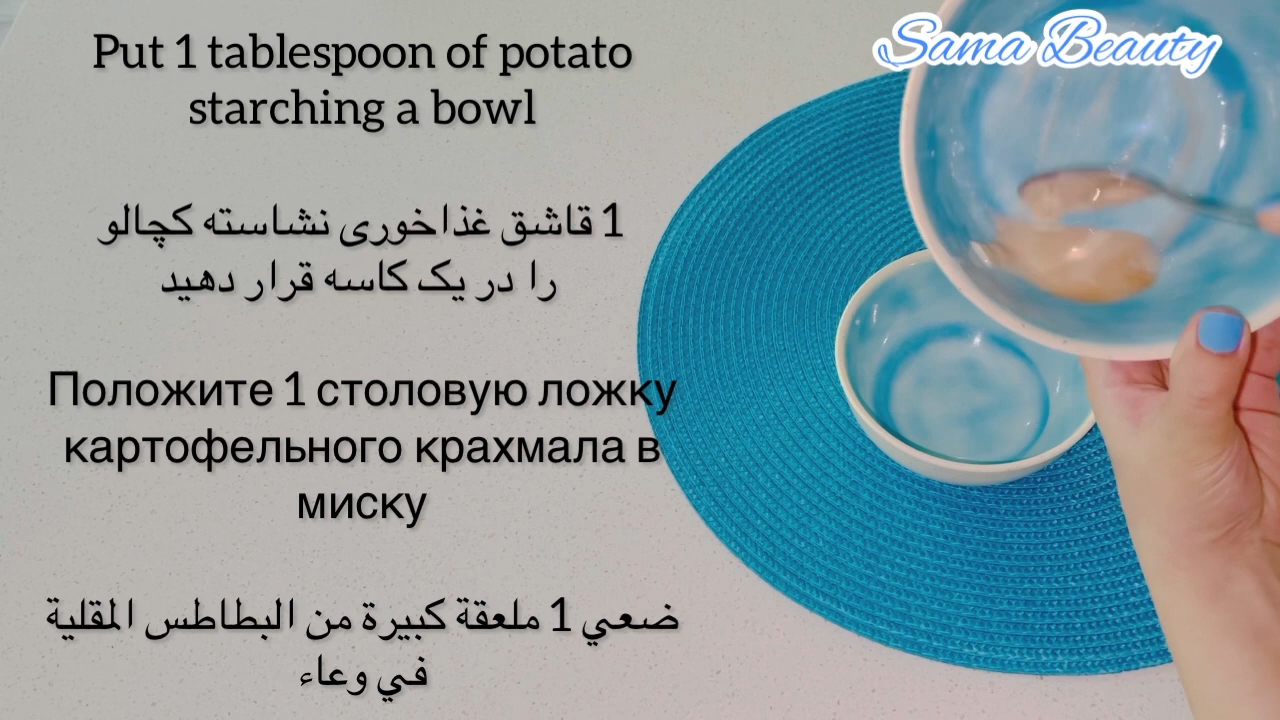 Sama Beauty
Put 1 tablespoon of potato
starching a bowl
1 قاشق غذاخوری نشاسته کچالو
را در یک کاسه قرار دهید
Положите 1 столовую ложку
картофельного крахмала в
миску
ضعي 1 ملعقة كبيرة من البطاطس المقلية
في وعاء